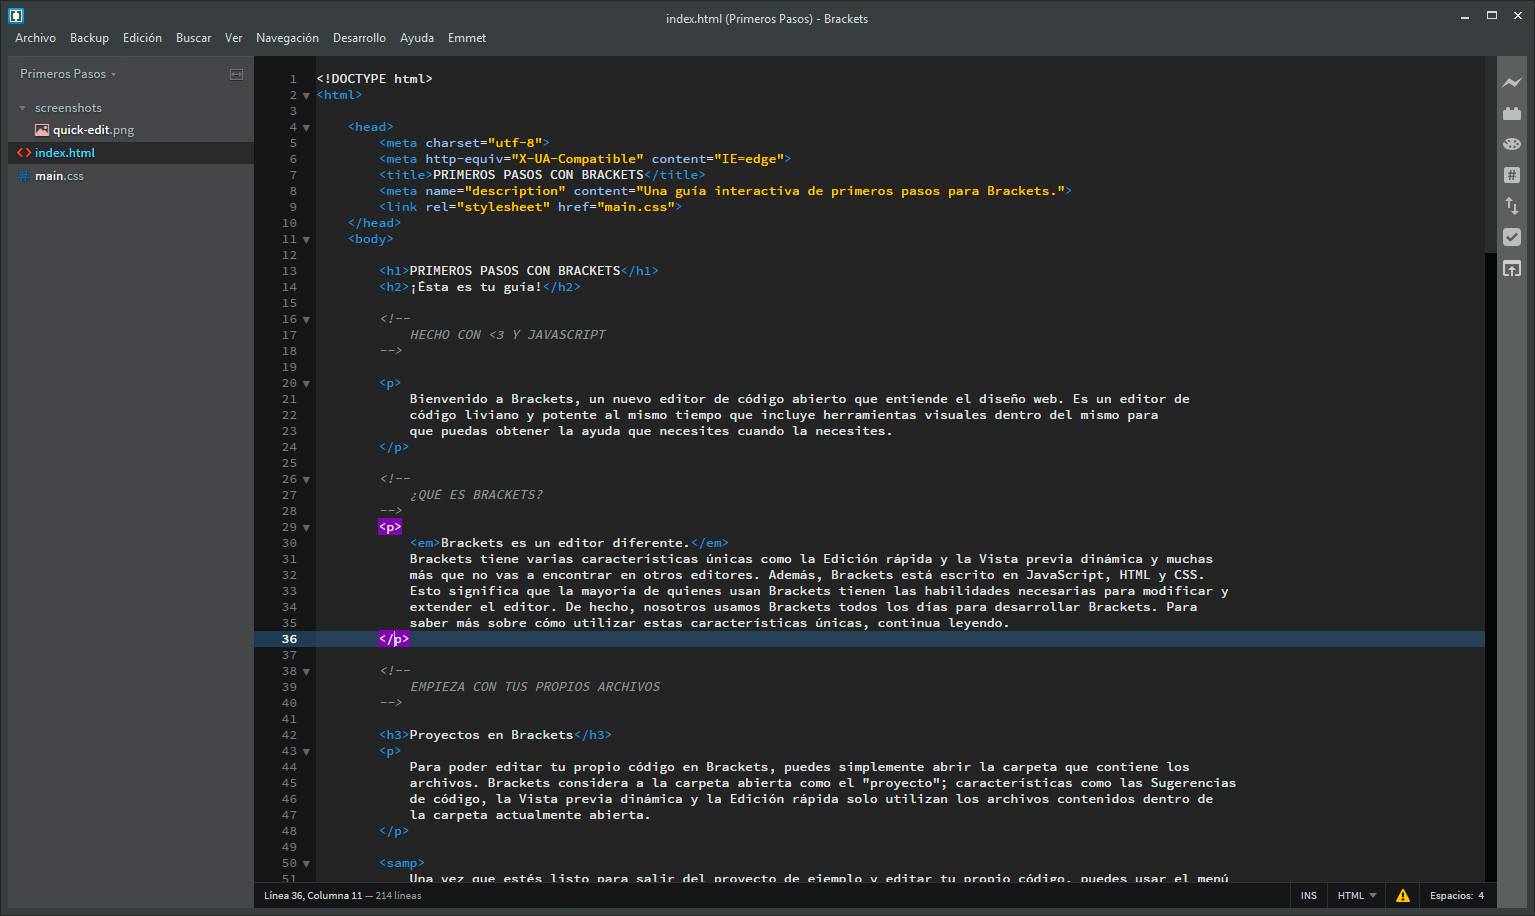 index.html (Primeros Pasos) - Brackets
Archivo Backup Edición Buscar Ver Navegación Desarrollo Ayuda Emmet
Primeros Pasos
screenshots
quick-edit.png
index.html
main.css
1 <!DOCTYPE html>
2 <html>
3
4 <head>
5 <meta charset="utf-8">
6 <meta http-equiv="X-UA-Compatible" content="IE=edge">
7 <title>PRIMEROS PASOS CON BRACKETS</title>
8 <meta name="description" content="Una guía interactiva de primeros pasos para Brackets.">
9 <link rel="stylesheet" href="main.css">
10 </head>
11 <body>
12
13 <h1>PRIMEROS PASOS CON BRACKETS</h1>
14 <h2>¡Ésta es tu guía!</h2>
15
16 <!--
17 HECHO CON <3 Y JAVASCRIPT
18 -->
19
20 <p>
21 Bienvenido a Brackets, un nuevo editor de código abierto que entiende el diseño web. Es un editor de
22 código liviano y potente al mismo tiempo que incluye herramientas visuales dentro del mismo para
23 que puedas obtener la ayuda que necesites cuando la necesites.
24 </p>
25
26 <!--
27 ¿QUÉ ES BRACKETS?
28 -->
29 <p>
30 <em>Brackets es un editor diferente.</em>
31 Brackets tiene varias características únicas como la Edición rápida y la Vista previa dinámica y muchas
32 más que no vas a encontrar en otros editores. Además, Brackets está escrito en JavaScript, HTML y CSS.
33 Esto significa que la mayoría de quienes usan Brackets tienen las habilidades necesarias para modificar y
34 extender el editor. De hecho, nosotros usamos Brackets todos los días para desarrollar Brackets. Para
35 saber más sobre cómo utilizar estas características únicas, continua leyendo.
36 </p>
37
38 <!--
39 EMPIEZA CON TUS PROPIOS ARCHIVOS
40 -->
41
42 <h3>Proyectos en Brackets</h3>
43 <p>
44 Para poder editar tu propio código en Brackets, puedes simplemente abrir la carpeta que contiene los
45 archivos. Brackets considera a la carpeta abierta como el "proyecto"; características como las Sugerencias
46 de código, la Vista previa dinámica y la Edición rápida solo utilizan los archivos contenidos dentro de
47 la carpeta actualmente abierta.
48 </p>
49
50 <samp>
51 Una vez que estés listo para salir del proyecto de ejemplo y editar tu propio código, puedes usar el menú
Línea 36, Columna 11 — 214 líneas INS HTML Espacios: 4